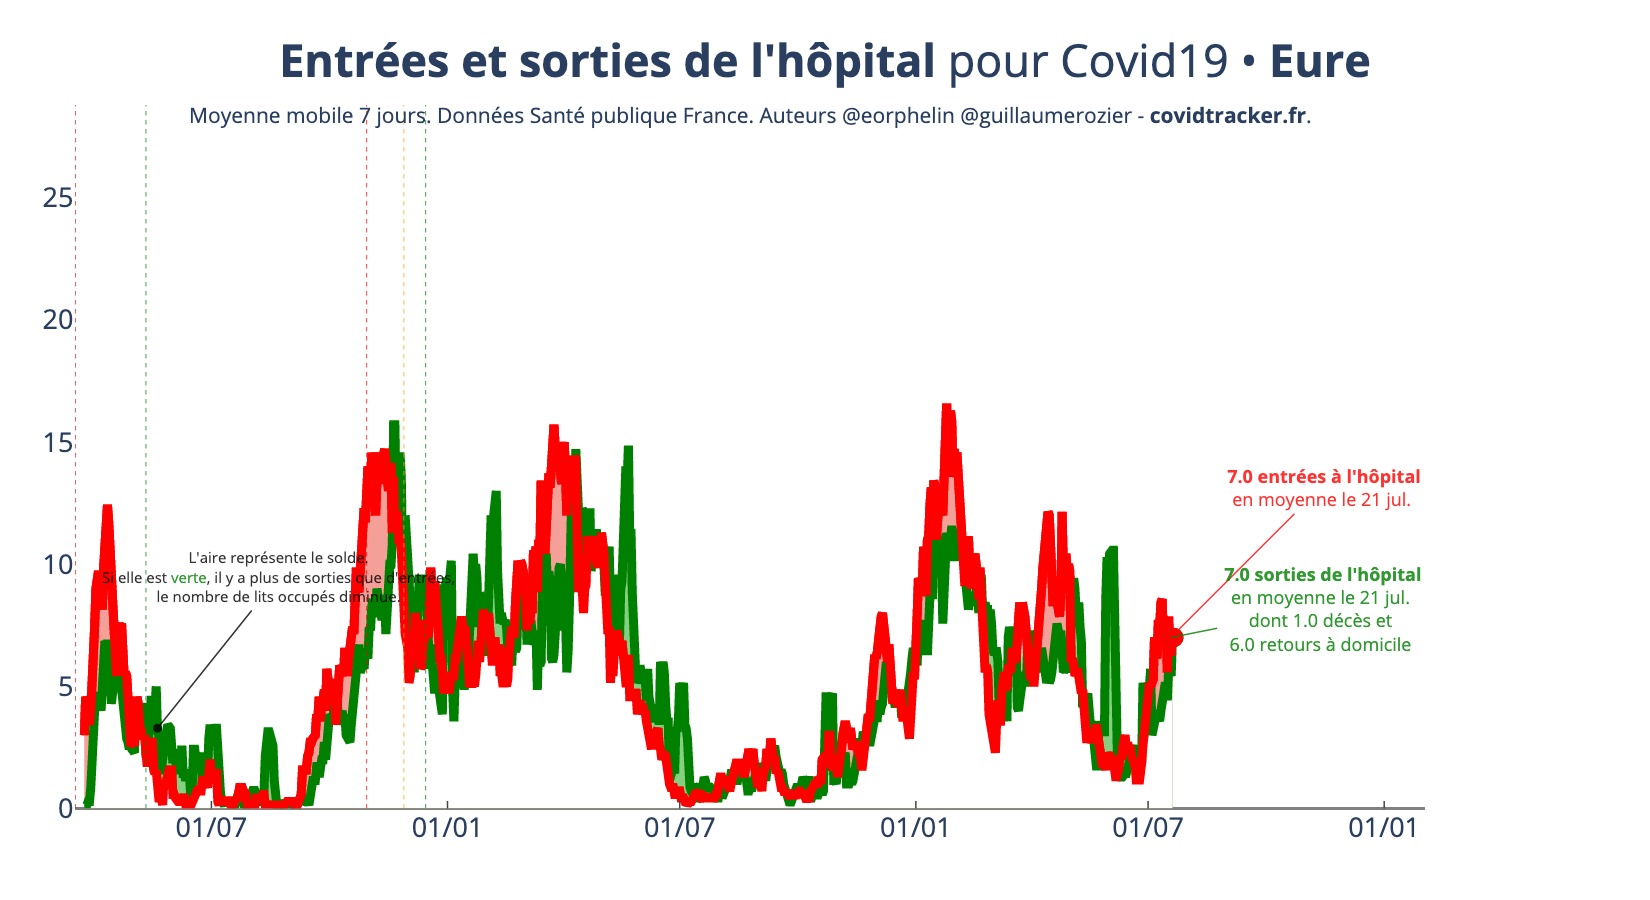 Entrées et sorties de l'hôpital pour Covid19 • Eure
Moyenne mobile 7 jours. Données Santé publique France. Auteurs @eorphelin @guillaumerozier - covidtracker.fr.
25
20
15
10
5
0
L'aire représente le solde.
Si elle est verte, il y a plus de sorties que d'entrées,
le nombre de lits occupés diminue.
7.0 entrées à l'hôpital
en moyenne le 21 jul.
7.0 sorties de l'hôpital
en moyenne le 21 jul.
dont 1.0 décès et
6.0 retours à domicile
01/07 01/01 01/07 01/01 01/07 01/01